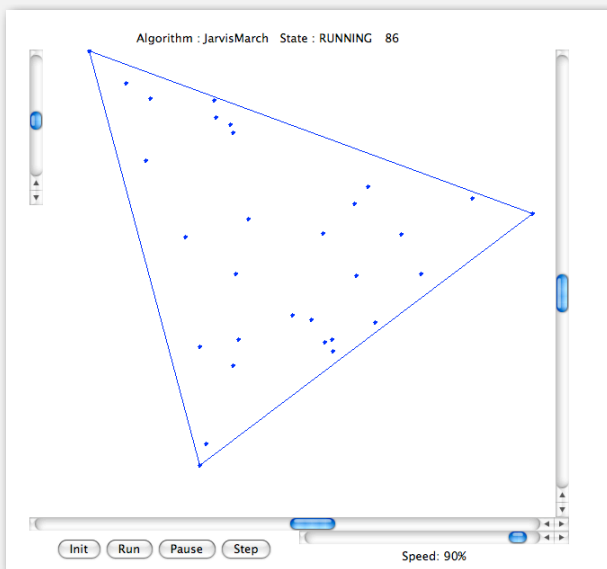 Algorithm : JarvisMarch State : RUNNING 86
Init Run Pause Step
Speed: 90%